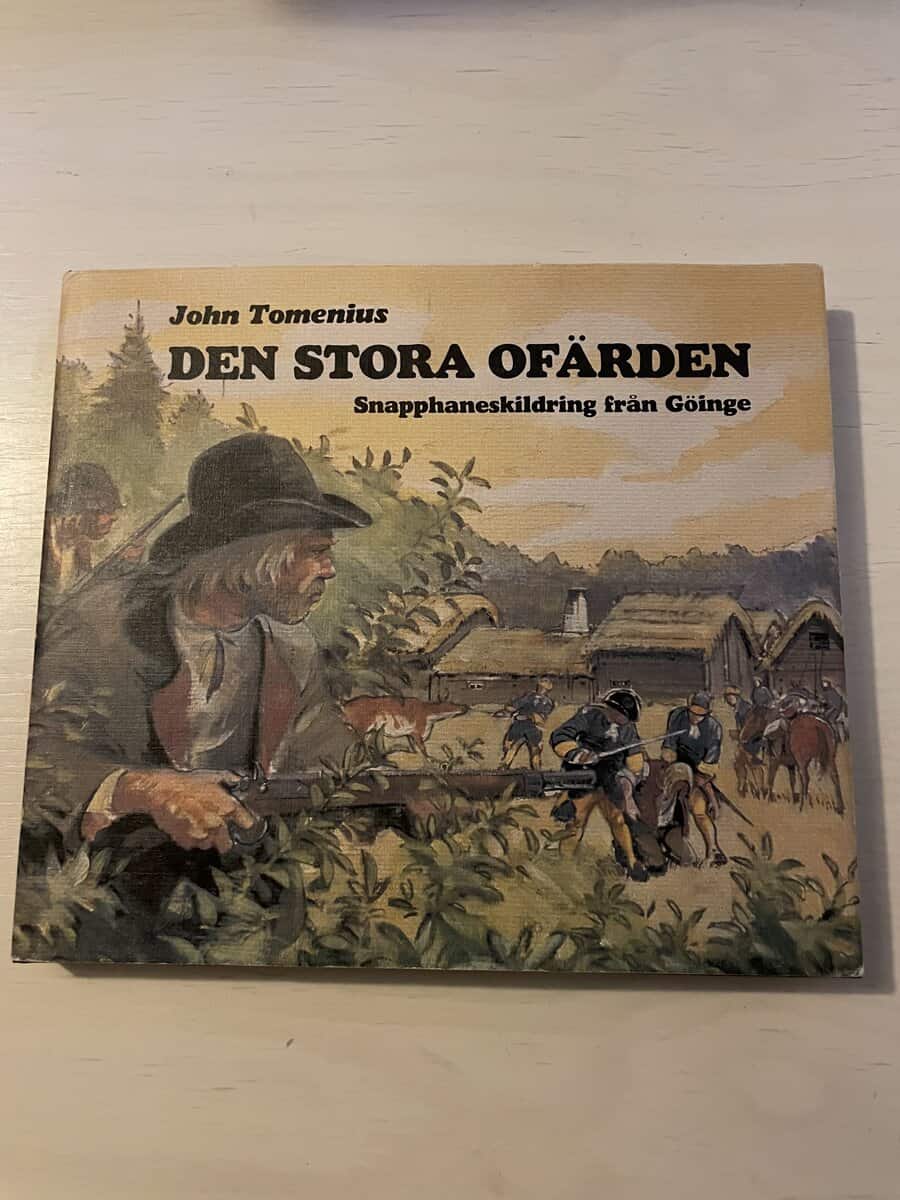 John Tomenius
DEN STORA OFÄRDEN
Snapphaneskildring från Göinge